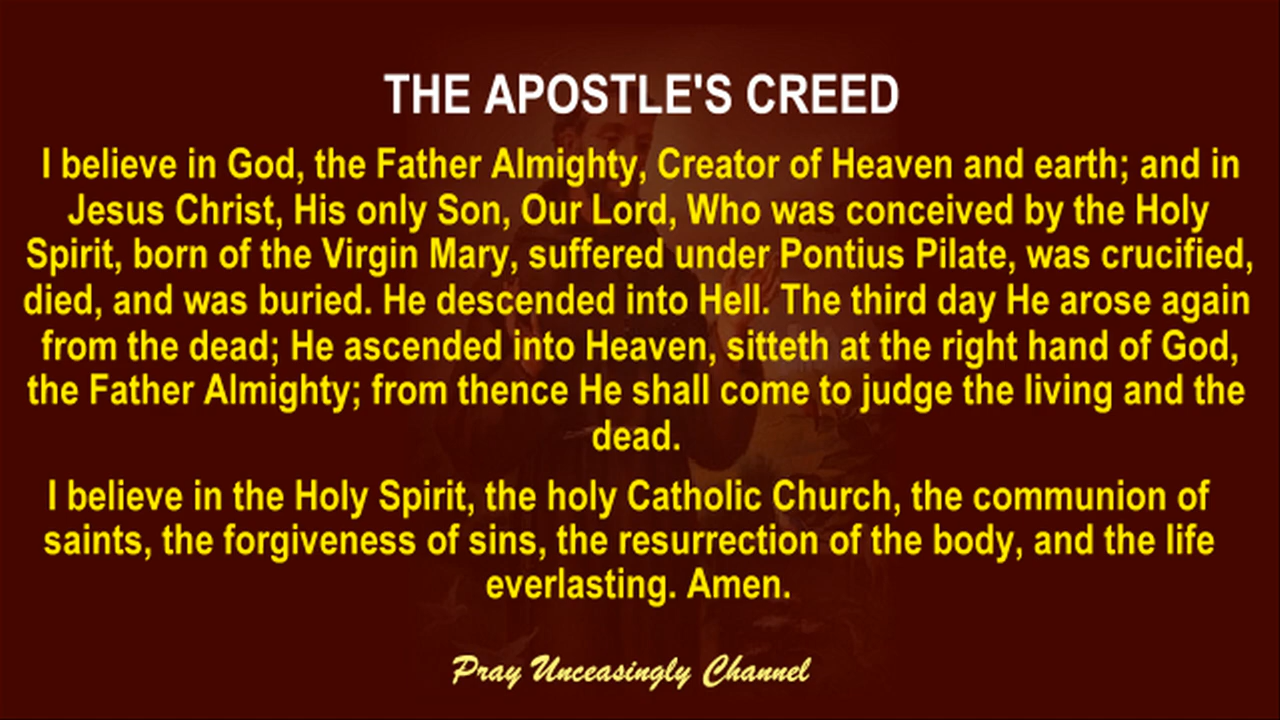 THE APOSTLE'S CREED
I believe in God, the Father Almighty, Creator of Heaven and earth; and in
Jesus Christ, His only Son, Our Lord, Who was conceived by the Holy
Spirit, born of the Virgin Mary, suffered under Pontius Pilate, was crucified,
died, and was buried. He descended into Hell. The third day He arose again
from the dead; He ascended into Heaven, sitteth at the right hand of God,
the Father Almighty; from thence He shall come to judge the living and the
dead.
I believe in the Holy Spirit, the holy Catholic Church, the communion of
saints, the forgiveness of sins, the resurrection of the body, and the life
everlasting. Amen.
Pray Unceasingly Channel